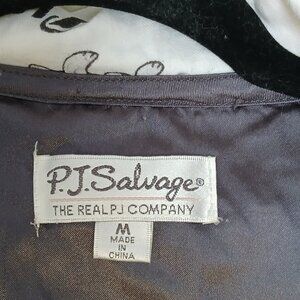 P.J.Salvage®
THE REAL PJ COMPANY
M
MADE
IN
CHINA